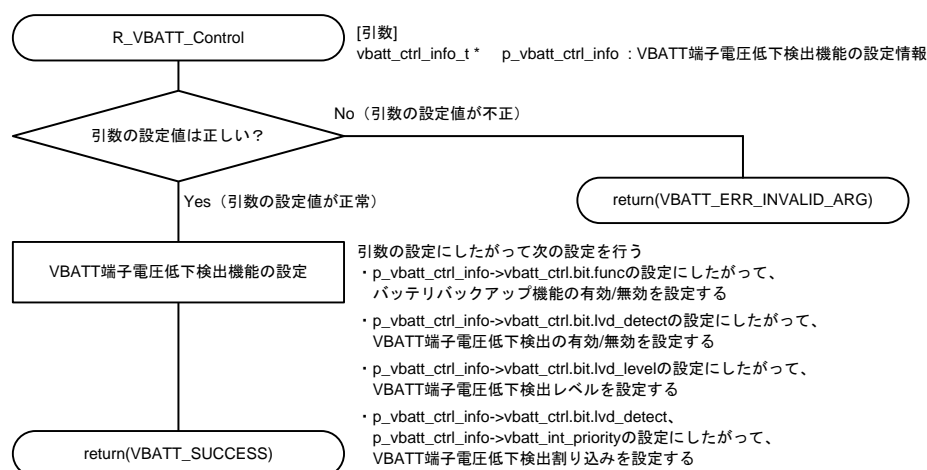 R_VBATT_Control
[引数]
vbatt_ctrl_info_t * p_vbatt_ctrl_info : VBATT端子電圧低下検出機能の設定情報
No（引数の設定値が不正）
引数の設定値は正しい？
return(VBATT_ERR_INVALID_ARG)
Yes（引数の設定値が正常）
VBATT端子電圧低下検出機能の設定
引数の設定にしたがって次の設定を行う
・p_vbatt_ctrl_info->vbatt_ctrl.bit.funcの設定にしたがって、
バッテリバックアップ機能の有効/無効を設定する
・p_vbatt_ctrl_info->vbatt_ctrl.bit.lvd_detectの設定にしたがって、
VBATT端子電圧低下検出の有効/無効を設定する
・p_vbatt_ctrl_info->vbatt_ctrl.bit.lvd_levelの設定にしたがって、
VBATT端子電圧低下検出レベルを設定する
・p_vbatt_ctrl_info->vbatt_ctrl.bit.lvd_detect、
p_vbatt_ctrl_info->vbatt_int_priorityの設定にしたがって、
VBATT端子電圧低下検出割り込みを設定する
return(VBATT_SUCCESS)